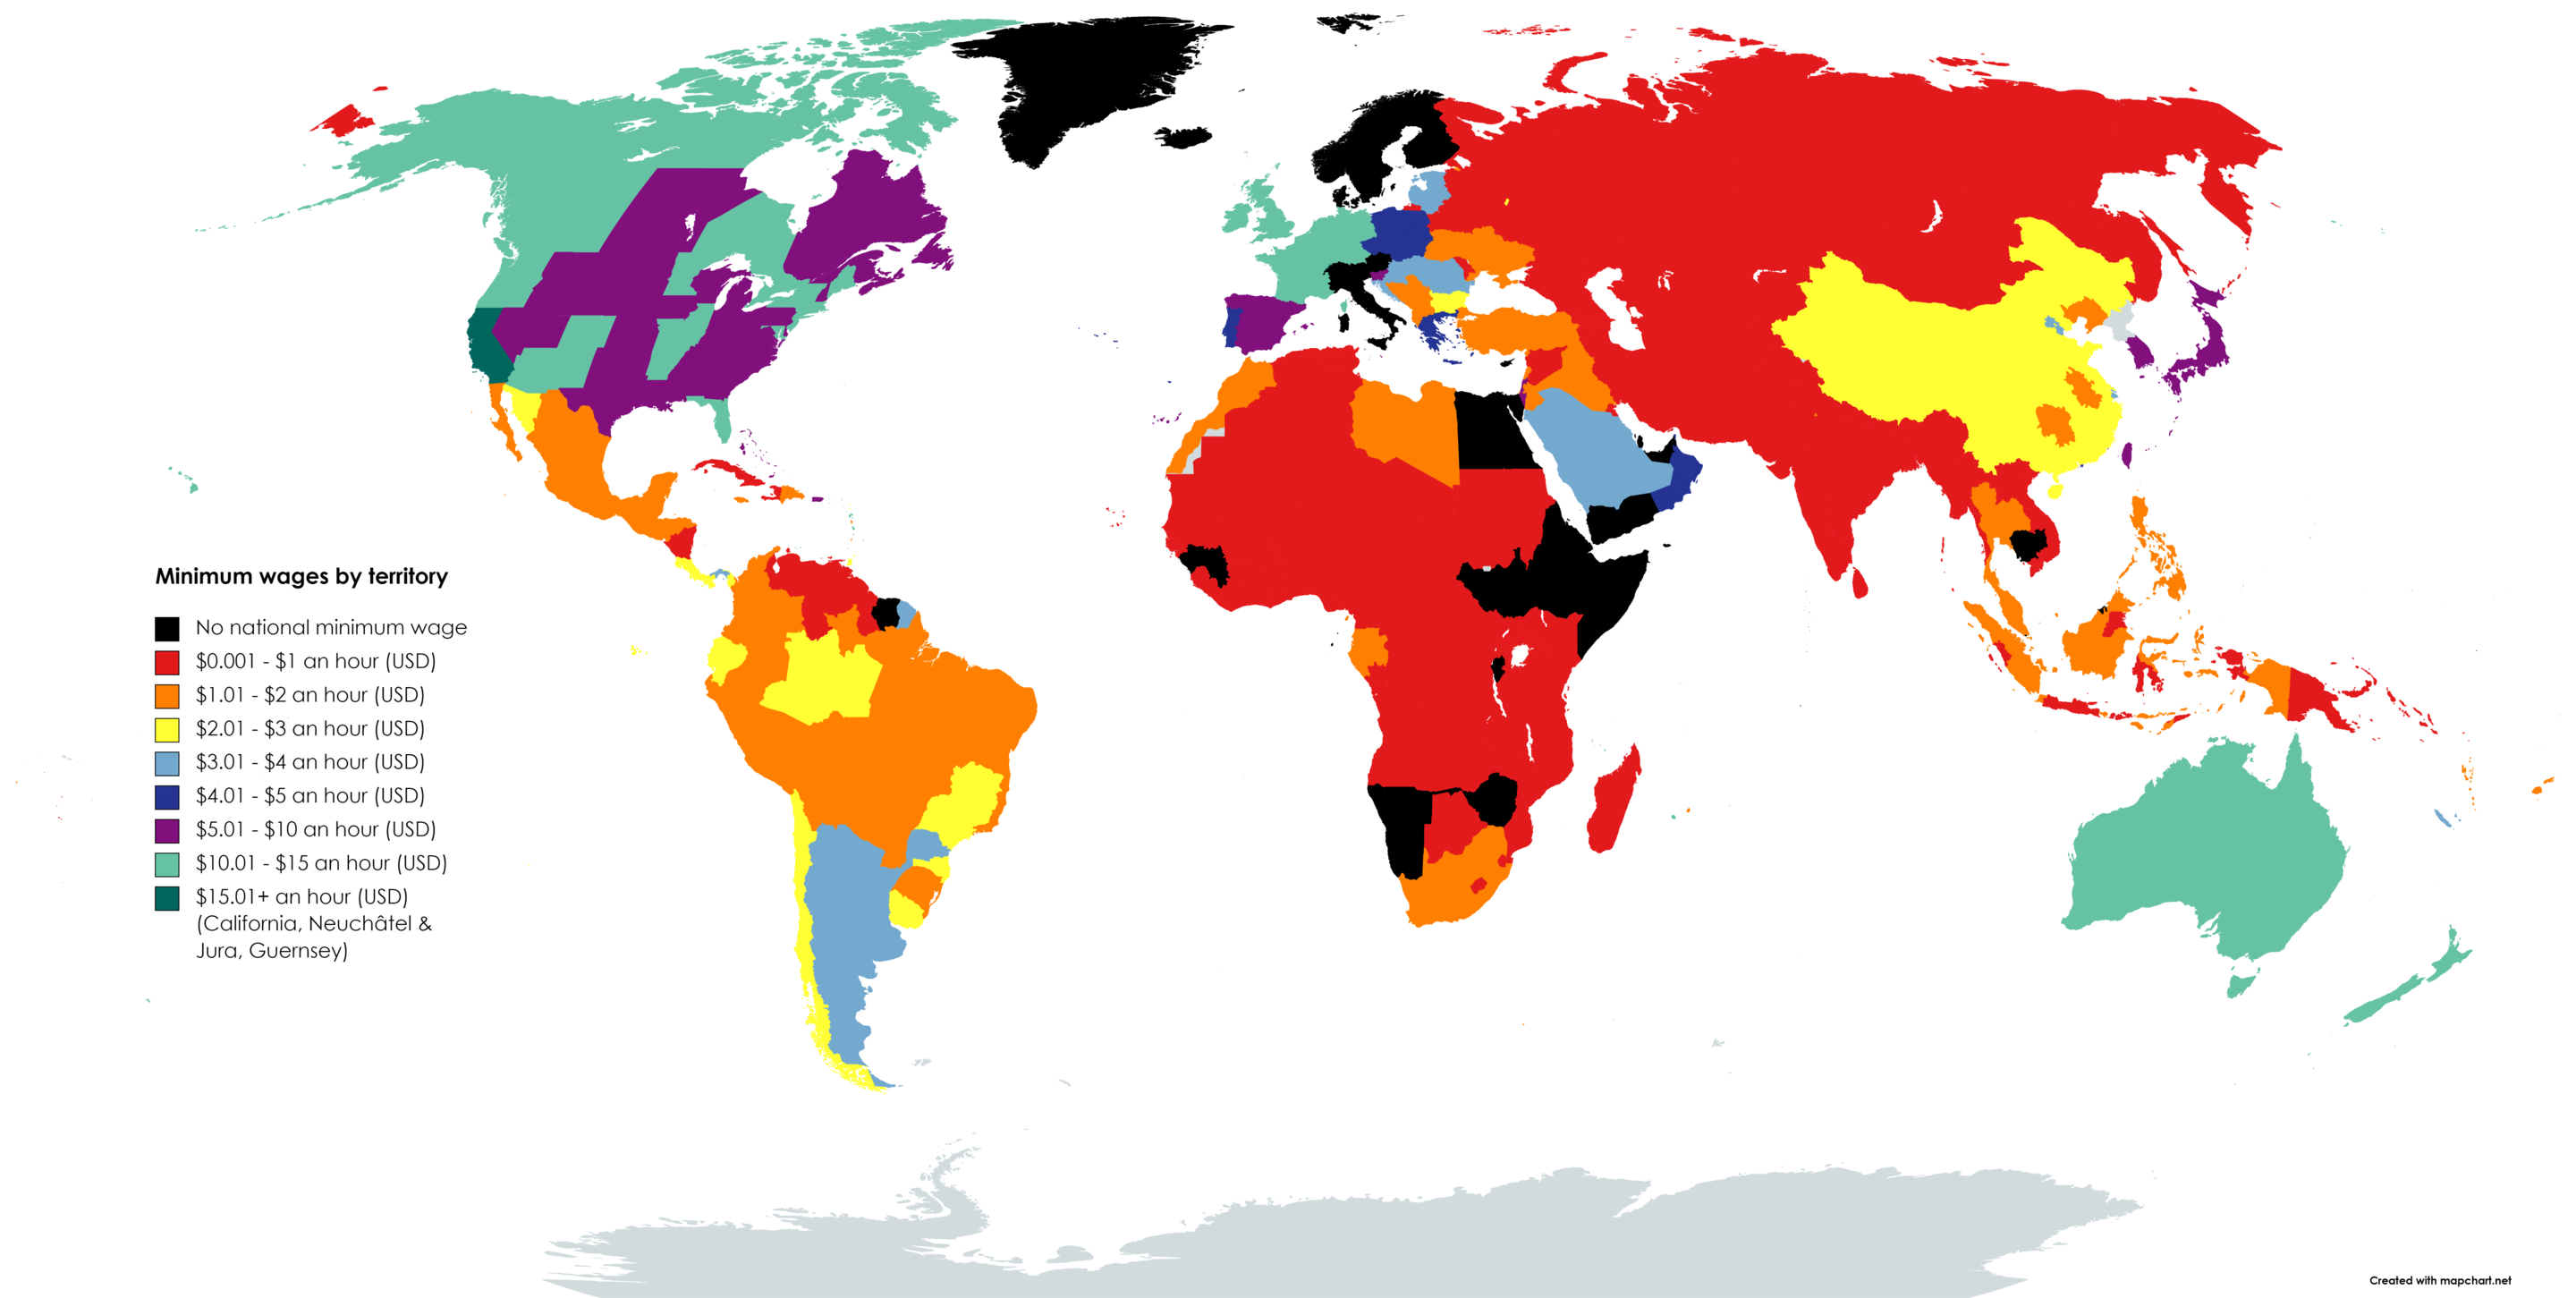 Minimum wages by territory
No national minimum wage
$0.001 - $1 an hour (USD)
$1.01 - $2 an hour (USD)
$2.01 - $3 an hour (USD)
$3.01 - $4 an hour (USD)
$4.01 - $5 an hour (USD)
$5.01 - $10 an hour (USD)
$10.01 - $15 an hour (USD)
$15.01+ an hour (USD)
(California, Neuchâtel &
Jura, Guernsey)
Created with mapchart.net